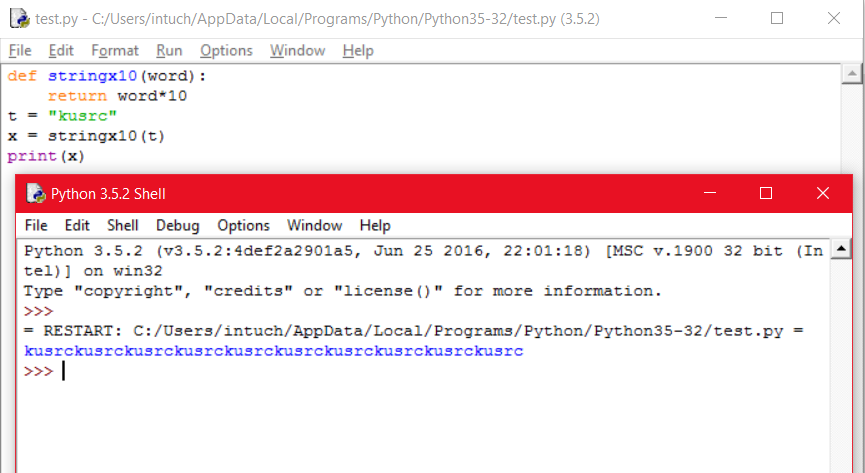 test.py - C:/Users/intuch/AppData/Local/Programs/Python/Python35-32/test.py (3.5.2)
File Edit Format Run Options Window Help
def stringx10(word):
    return word*10
t = "kusrc"
x = stringx10(t)
print(x)
Python 3.5.2 Shell
File Edit Shell Debug Options Window Help
Python 3.5.2 (v3.5.2:4def2a2901a5, Jun 25 2016, 22:01:18) [MSC v.1900 32 bit (In
tel)] on win32
Type "copyright", "credits" or "license()" for more information.
>>>
= RESTART: C:/Users/intuch/AppData/Local/Programs/Python/Python35-32/test.py =
kusrckusrckusrckusrckusrckusrckusrckusrckusrckusrc
>>>